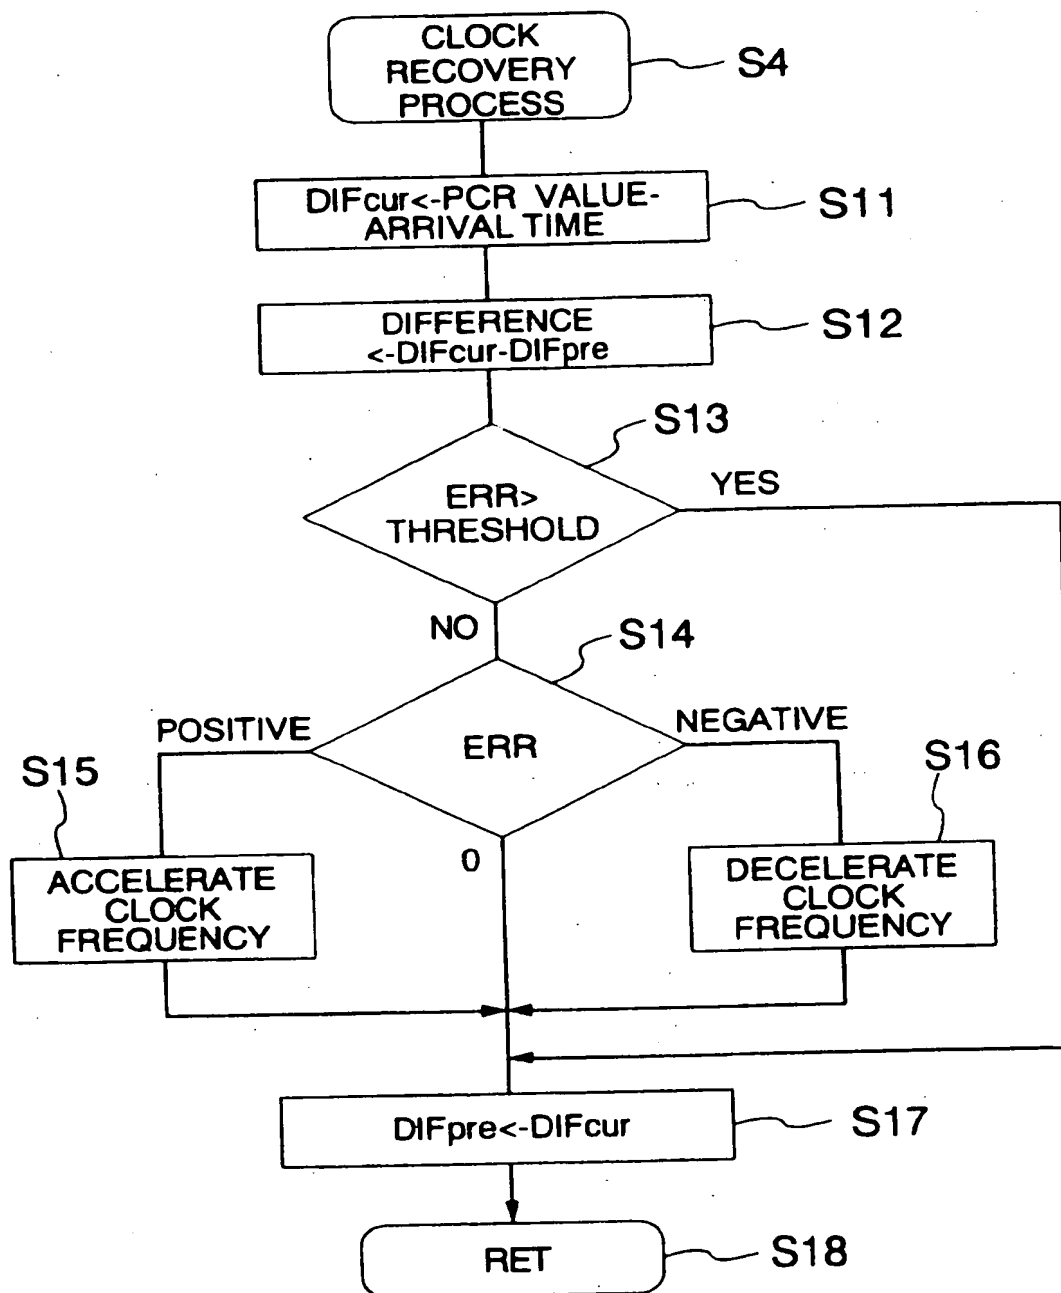 CLOCK
RECOVERY
PROCESS
S4
DIFcur<-PCR VALUE-
ARRIVAL TIME
S11
DIFFERENCE
<-DIFcur-DIFpre
S12
S13
ERR>
THRESHOLD
YES
NO
S14
POSITIVE
ERR
NEGATIVE
S15
S16
ACCELERATE
CLOCK
FREQUENCY
0
DECELERATE
CLOCK
FREQUENCY
DIFpre<-DIFcur
S17
RET
S18